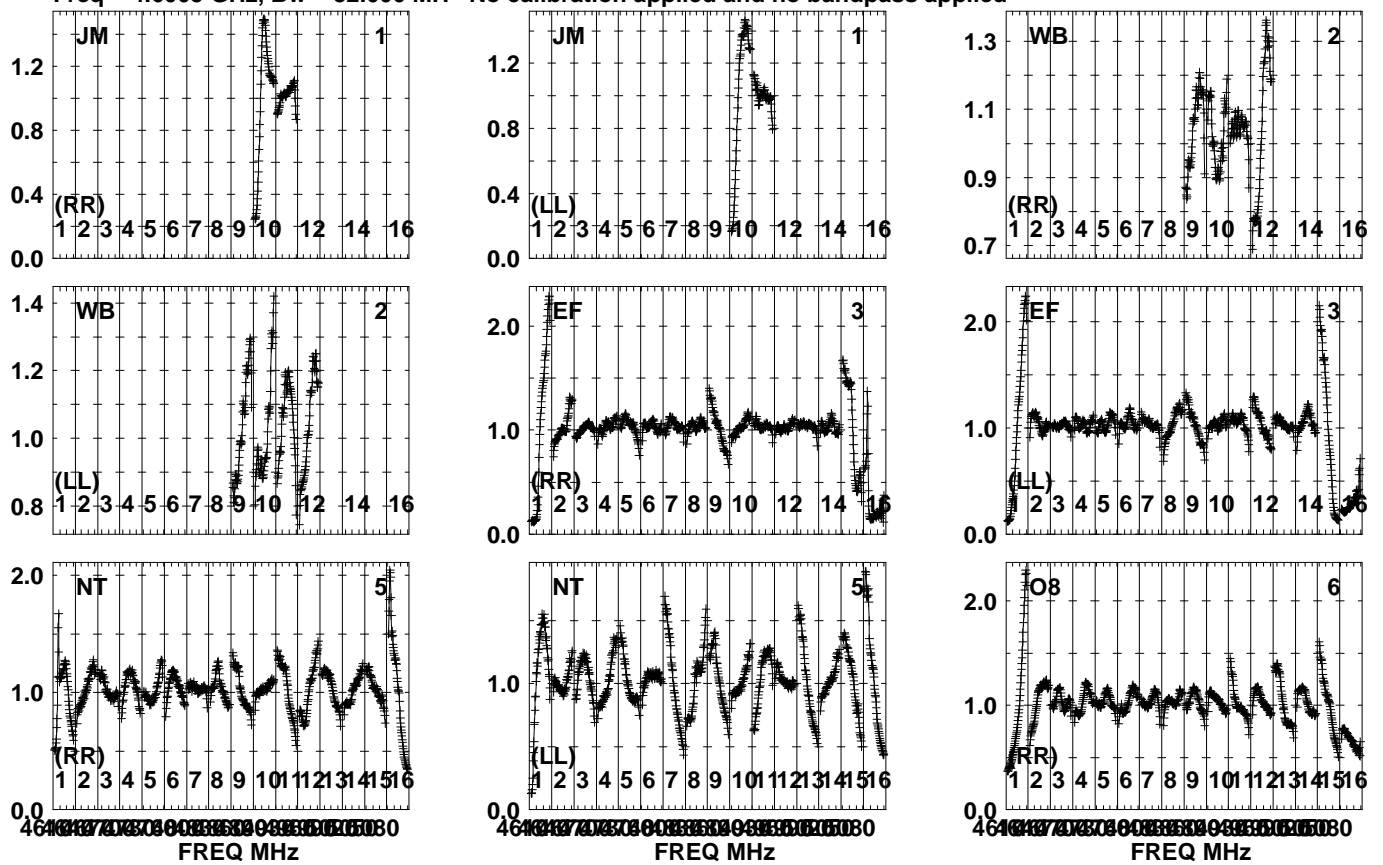 No calibration applied and no bandpass applied
JM 1
1.2
0.8
0.4
0.0
(RR)
1 2 3 4 5 6 7 8 9 10 12 14 16
JM 1
1.2
0.8
0.4
0.0
(LL)
1 2 3 4 5 6 7 8 9 10 12 14 16
WB 2
1.3
1.1
0.9
0.7
(RR)
1 2 3 4 5 6 7 8 9 10 12 14 16
WB 2
1.4
1.2
1.0
0.8
(LL)
1 2 3 4 5 6 7 8 9 10 12 14 16
EF 3
2.0
1.0
0.0
(RR)
1 2 3 4 5 6 7 8 9 10 12 14 16
EF 3
2.0
1.0
0.0
(LL)
1 2 3 4 5 6 7 8 9 10 12 14 16
NT 5
2.0
1.0
0.0
(RR)
1 2 3 4 5 6 7 8 9 10 11 12 13 15 16
FREQ MHz
NT 5
1.0
(LL)
1 2 3 4 5 6 7 8 9 10 11 12 13 14 15 16
FREQ MHz
O8 6
2.0
1.0
0.0
(RR)
1 2 3 4 5 6 7 8 9 10 11 12 13 14 15 16
FREQ MHz